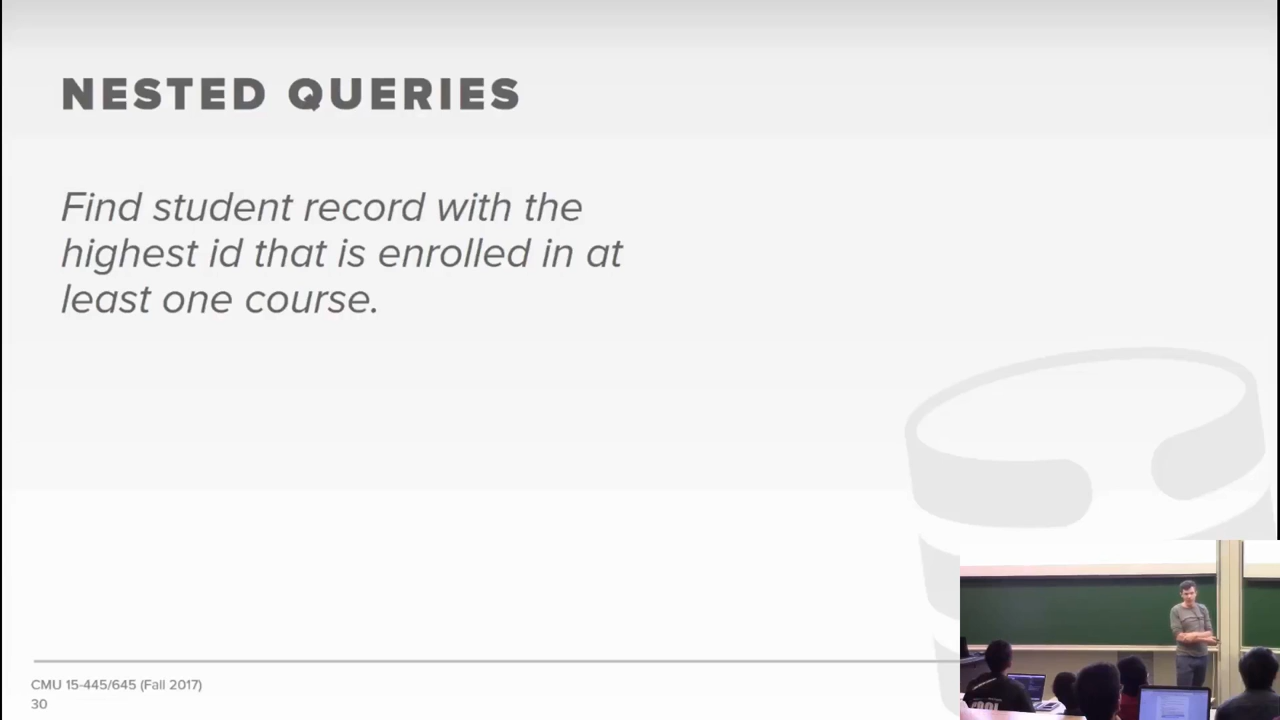 NESTED QUERIES
Find student record with the
highest id that is enrolled in at
least one course.
CMU 15-445/645 (Fall 2017)
30